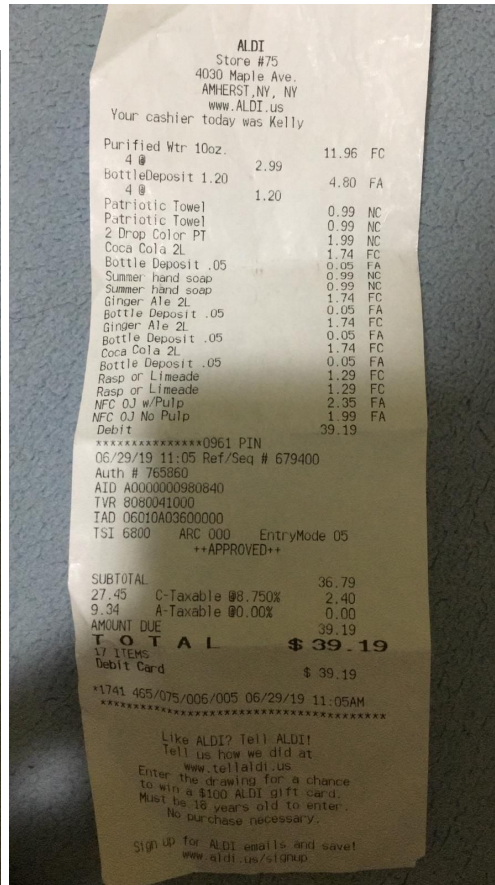 ALDI
Store #75
4030 Maple Ave.
AMHERST,NY, NY
www.ALDI.us
Your cashier today was Kelly
Purified Wtr 10oz. 11.96 FC
4 @ 2.99
BottleDeposit 1.20 4.80 FA
4 @ 1.20
Patriotic Towel 0.99 NC
Patriotic Towel 0.99 NC
2 Drop Color PT 1.99 NC
Coca Cola 2L 1.74 FC
Bottle Deposit .05 0.05 FA
Summer hand soap 0.99 NC
Summer hand soap 0.99 NC
Ginger Ale 2L 1.74 FC
Bottle Deposit .05 0.05 FA
Ginger Ale 2L 1.74 FC
Bottle Deposit .05 0.05 FA
Coca Cola 2L 1.74 FC
Bottle Deposit .05 0.05 FA
Rasp or Limeade 1.29 FC
Rasp or Limeade 1.29 FC
NFC OJ w/Pulp 2.35 FA
NFC OJ No Pulp 1.99 FA
Debit 39.19
****************0961 PIN
06/29/19 11:05 Ref/Seq # 679400
Auth # 765860
AID A0000000980840
TVR 8080041000
IAD 06010A03600000
TSI 6800 ARC 000 EntryMode 05
++APPROVED++
SUBTOTAL 36.79
27.45 C-Taxable @8.750% 2.40
9.34 A-Taxable @0.00% 0.00
AMOUNT DUE 39.19
TOTAL $39.19
17 ITEMS
Debit Card $ 39.19
*1741 465/075/006/005 06/29/19 11:05AM
******************************************
Like ALDI? Tell ALDI!
Tell us how we did at
www.tellaldi.us
Enter the drawing for a chance
to win a $100 ALDI gift card.
Must be 18 years old to enter.
No purchase necessary.
Sign up for ALDI emails and save!
www.aldi.us/signup